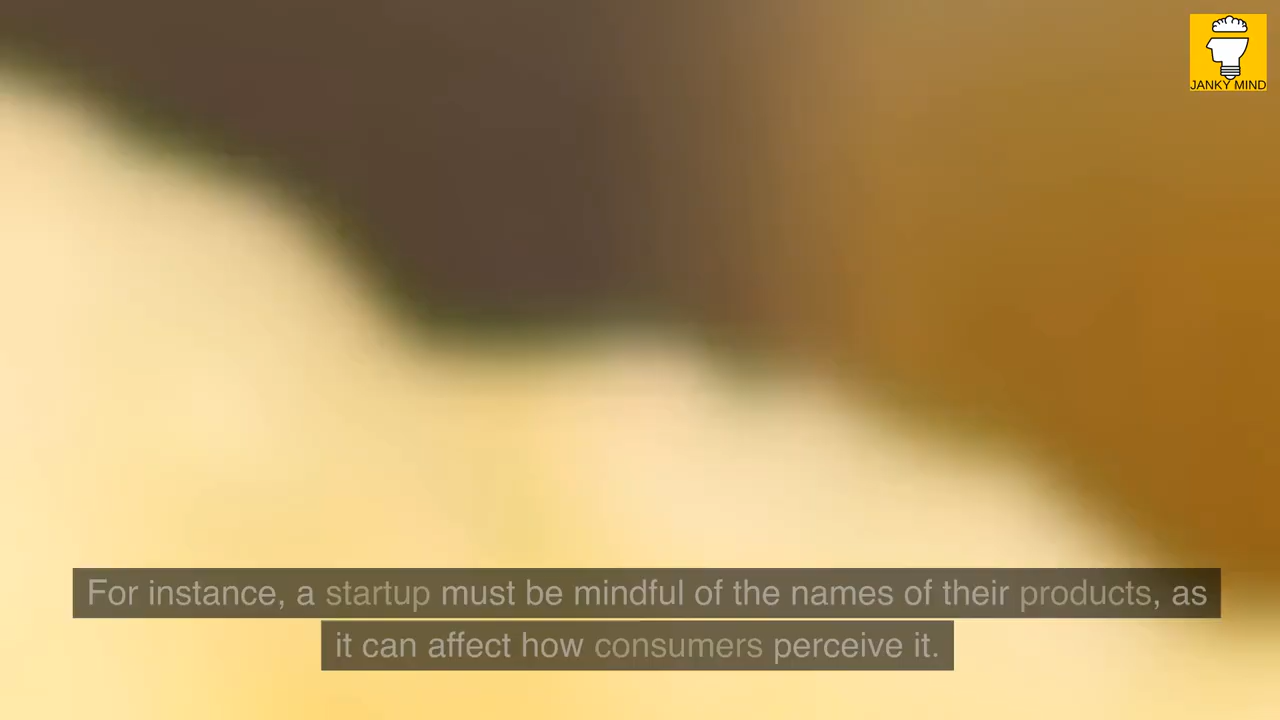 JANKY MIND
For instance, a startup must be mindful of the names of their products, as
it can affect how consumers perceive it.